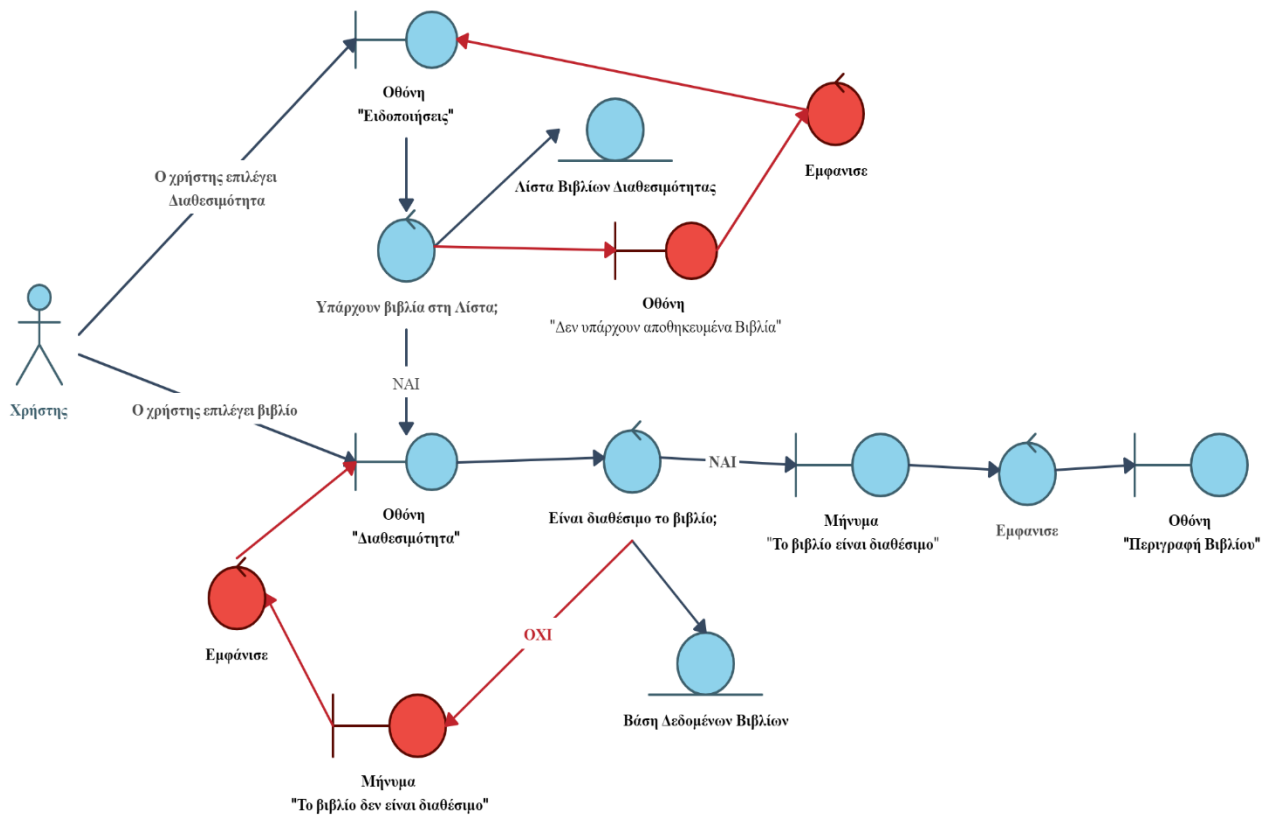 Οθόνη
"Ειδοποιήσεις"
Εμφανισε
Ο χρήστης επιλέγει
Διαθεσιμότητα
Λίστα Βιβλίων Διαθεσιμότητας
Υπάρχουν βιβλία στη Λίστα;
Οθόνη
"Δεν υπάρχουν αποθηκευμένα Βιβλία"
ΝΑΙ
Χρήστης
Ο χρήστης επιλέγει βιβλίο
ΝΑΙ
Οθόνη
"Διαθεσιμότητα"
Είναι διαθέσιμο το βιβλίο;
Μήνυμα
"Το βιβλίο είναι διαθέσιμο"
Εμφανισε
Οθόνη
"Περιγραφή Βιβλίου"
ΟΧΙ
Εμφάνισε
Βάση Δεδομένων Βιβλίων
Μήνυμα
"Το βιβλίο δεν είναι διαθέσιμο"